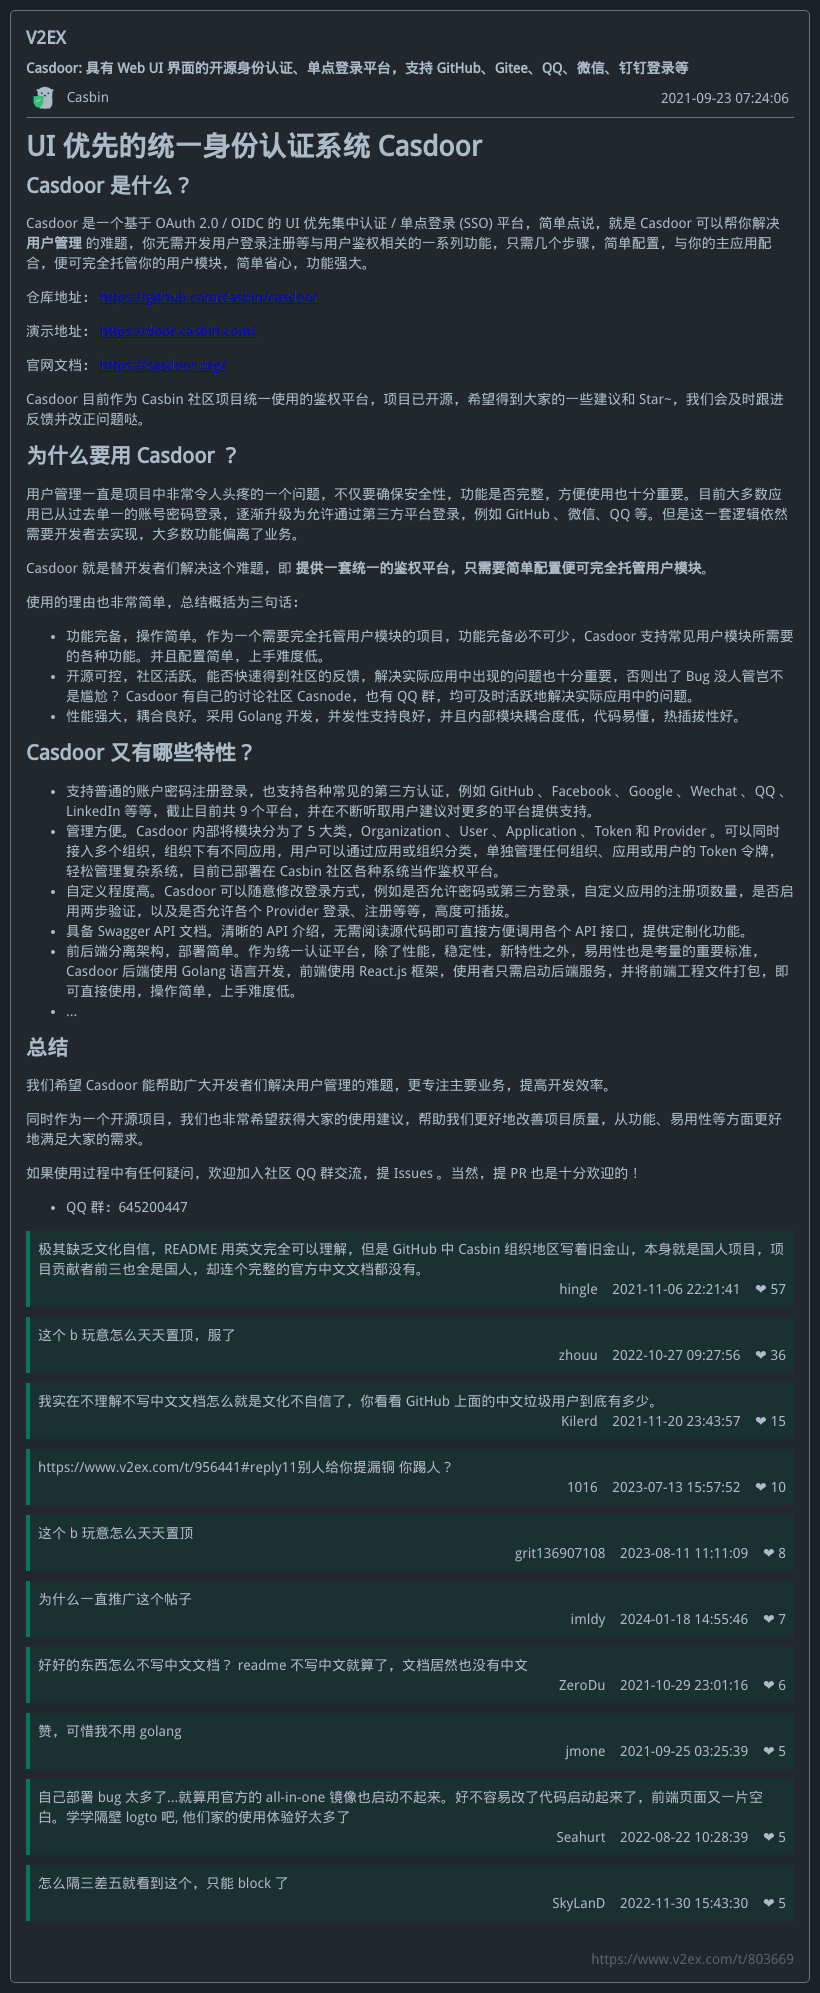 V2EX
Casdoor: 具有 Web UI 界面的开源身份认证、单点登录平台，支持 GitHub、Gitee、QQ、微信、钉钉登录等
Casbin 2021-09-23 07:24:06
UI 优先的统一身份认证系统 Casdoor
Casdoor 是什么？
Casdoor 是一个基于 OAuth 2.0 / OIDC 的 UI 优先集中认证 / 单点登录 (SSO) 平台，简单点说，就是 Casdoor 可以帮你解决
用户管理 的难题，你无需开发用户登录注册等与用户鉴权相关的一系列功能，只需几个步骤，简单配置，与你的主应用配
合，便可完全托管你的用户模块，简单省心，功能强大。
仓库地址： https://github.com/casbin/casdoor
演示地址： https://door.casbin.com/
官网文档： https://casdoor.org/
Casdoor 目前作为 Casbin 社区项目统一使用的鉴权平台，项目已开源，希望得到大家的一些建议和 Star~，我们会及时跟进
反馈并改正问题哒。
为什么要用 Casdoor ？
用户管理一直是项目中非常令人头疼的一个问题，不仅要确保安全性，功能是否完整，方便使用也十分重要。目前大多数应
用已从过去单一的账号密码登录，逐渐升级为允许通过第三方平台登录，例如 GitHub 、微信、QQ 等。但是这一套逻辑依然
需要开发者去实现，大多数功能偏离了业务。
Casdoor 就是替开发者们解决这个难题，即 提供一套统一的鉴权平台，只需要简单配置便可完全托管用户模块。
使用的理由也非常简单，总结概括为三句话：
• 功能完备，操作简单。作为一个需要完全托管用户模块的项目，功能完备必不可少，Casdoor 支持常见用户模块所需要
的各种功能。并且配置简单，上手难度低。
• 开源可控，社区活跃。能否快速得到社区的反馈，解决实际应用中出现的问题也十分重要，否则出了 Bug 没人管岂不
是尴尬？ Casdoor 有自己的讨论社区 Casnode，也有 QQ 群，均可及时活跃地解决实际应用中的问题。
• 性能强大，耦合良好。采用 Golang 开发，并发性支持良好，并且内部模块耦合度低，代码易懂，热插拔性好。
Casdoor 又有哪些特性？
• 支持普通的账户密码注册登录，也支持各种常见的第三方认证，例如 GitHub 、Facebook 、Google 、Wechat 、QQ 、
LinkedIn 等等，截止目前共 9 个平台，并在不断听取用户建议对更多的平台提供支持。
• 管理方便。Casdoor 内部将模块分为了 5 大类，Organization 、User 、Application 、Token 和 Provider 。可以同时
接入多个组织，组织下有不同应用，用户可以通过应用或组织分类，单独管理任何组织、应用或用户的 Token 令牌，
轻松管理复杂系统，目前已部署在 Casbin 社区各种系统当作鉴权平台。
• 自定义程度高。Casdoor 可以随意修改登录方式，例如是否允许密码或第三方登录，自定义应用的注册项数量，是否启
用两步验证，以及是否允许各个 Provider 登录、注册等等，高度可插拔。
• 具备 Swagger API 文档。清晰的 API 介绍，无需阅读源代码即可直接方便调用各个 API 接口，提供定制化功能。
• 前后端分离架构，部署简单。作为统一认证平台，除了性能，稳定性，新特性之外，易用性也是考量的重要标准，
Casdoor 后端使用 Golang 语言开发，前端使用 React.js 框架，使用者只需启动后端服务，并将前端工程文件打包，即
可直接使用，操作简单，上手难度低。
• ...
总结
我们希望 Casdoor 能帮助广大开发者们解决用户管理的难题，更专注主要业务，提高开发效率。
同时作为一个开源项目，我们也非常希望获得大家的使用建议，帮助我们更好地改善项目质量，从功能、易用性等方面更好
地满足大家的需求。
如果使用过程中有任何疑问，欢迎加入社区 QQ 群交流，提 Issues 。当然，提 PR 也是十分欢迎的！
• QQ 群：645200447
极其缺乏文化自信，README 用英文完全可以理解，但是 GitHub 中 Casbin 组织地区写着旧金山，本身就是国人项目，项
目贡献者前三也全是国人，却连个完整的官方中文文档都没有。
hingle 2021-11-06 22:21:41 ❤ 57
这个 b 玩意怎么天天置顶，服了
zhouu 2022-10-27 09:27:56 ❤ 36
我实在不理解不写中文文档怎么就是文化不自信了，你看看 GitHub 上面的中文垃圾用户到底有多少。
Kilerd 2021-11-20 23:43:57 ❤ 15
https://www.v2ex.com/t/956441#reply11别人给你提漏铜 你踢人？
1016 2023-07-13 15:57:52 ❤ 10
这个 b 玩意怎么天天置顶
grit136907108 2023-08-11 11:11:09 ❤ 8
为什么一直推广这个帖子
imldy 2024-01-18 14:55:46 ❤ 7
好好的东西怎么不写中文文档？ readme 不写中文就算了，文档居然也没有中文
ZeroDu 2021-10-29 23:01:16 ❤ 6
赞，可惜我不用 golang
jmone 2021-09-25 03:25:39 ❤ 5
自己部署 bug 太多了...就算用官方的 all-in-one 镜像也启动不起来。好不容易改了代码启动起来了，前端页面又一片空
白。学学隔壁 logto 吧, 他们家的使用体验好太多了
Seahurt 2022-08-22 10:28:39 ❤ 5
怎么隔三差五就看到这个，只能 block 了
SkyLanD 2022-11-30 15:43:30 ❤ 5
https://www.v2ex.com/t/803669